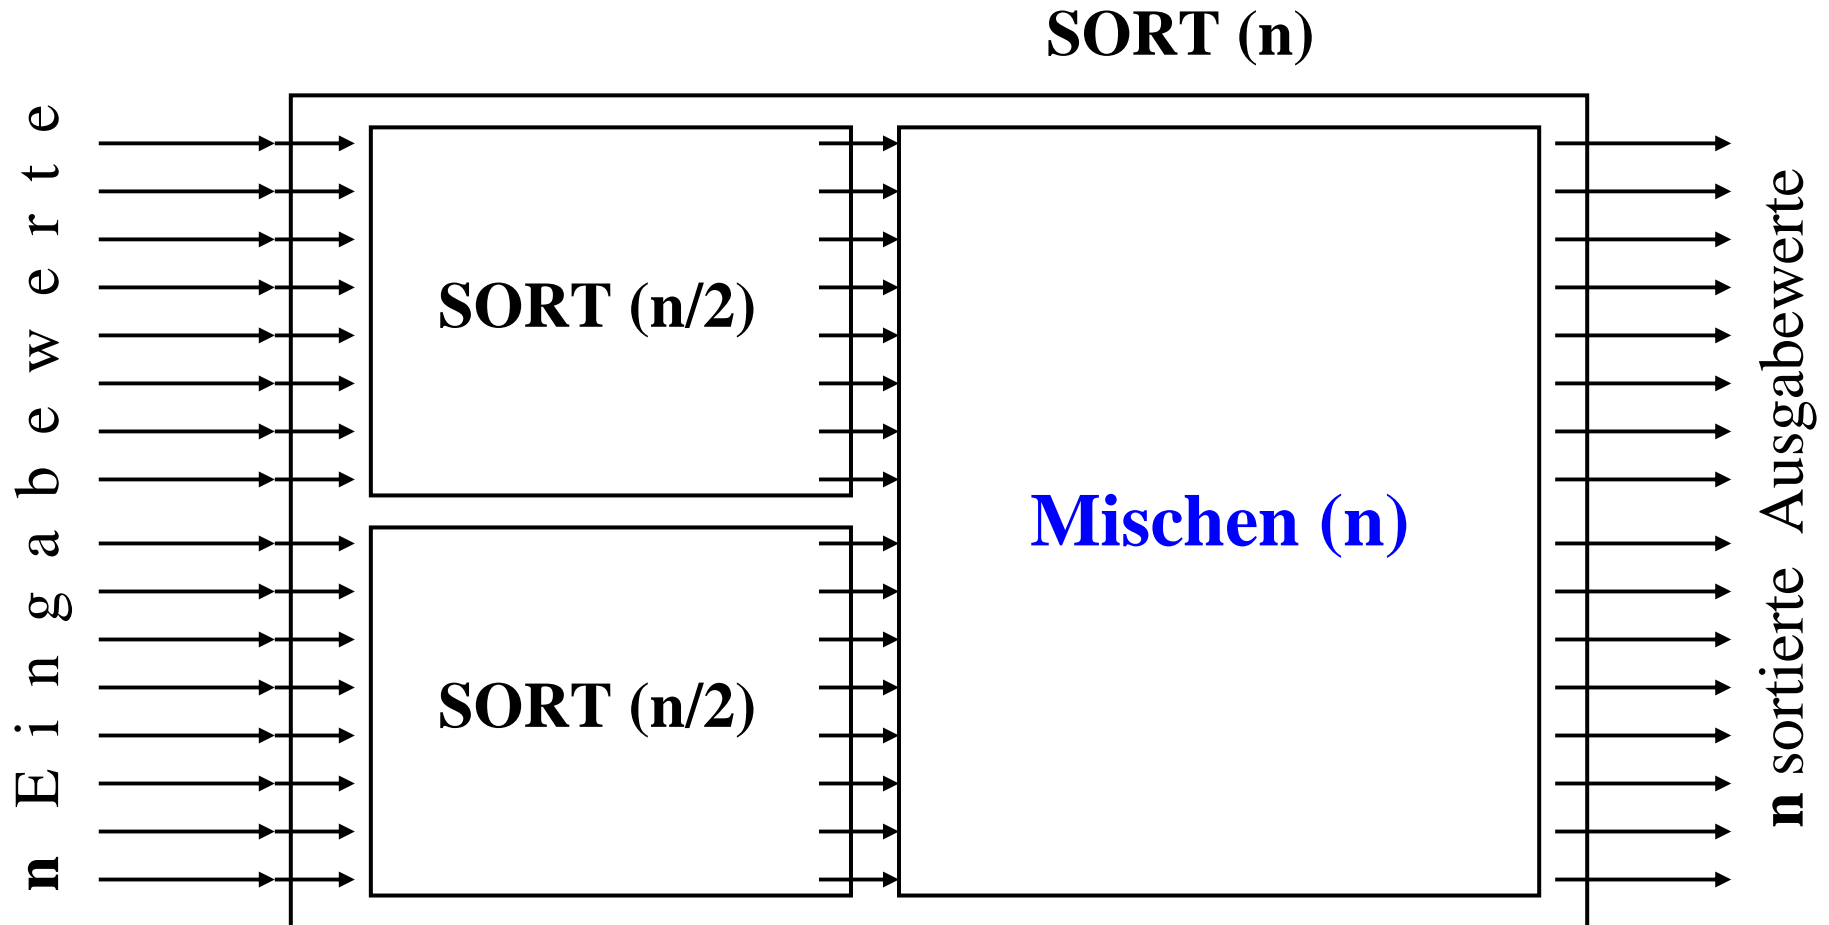 SORT (n)
n Eingabewerte
SORT (n/2)
SORT (n/2)
Mischen (n)
n sortierte Ausgabewerte